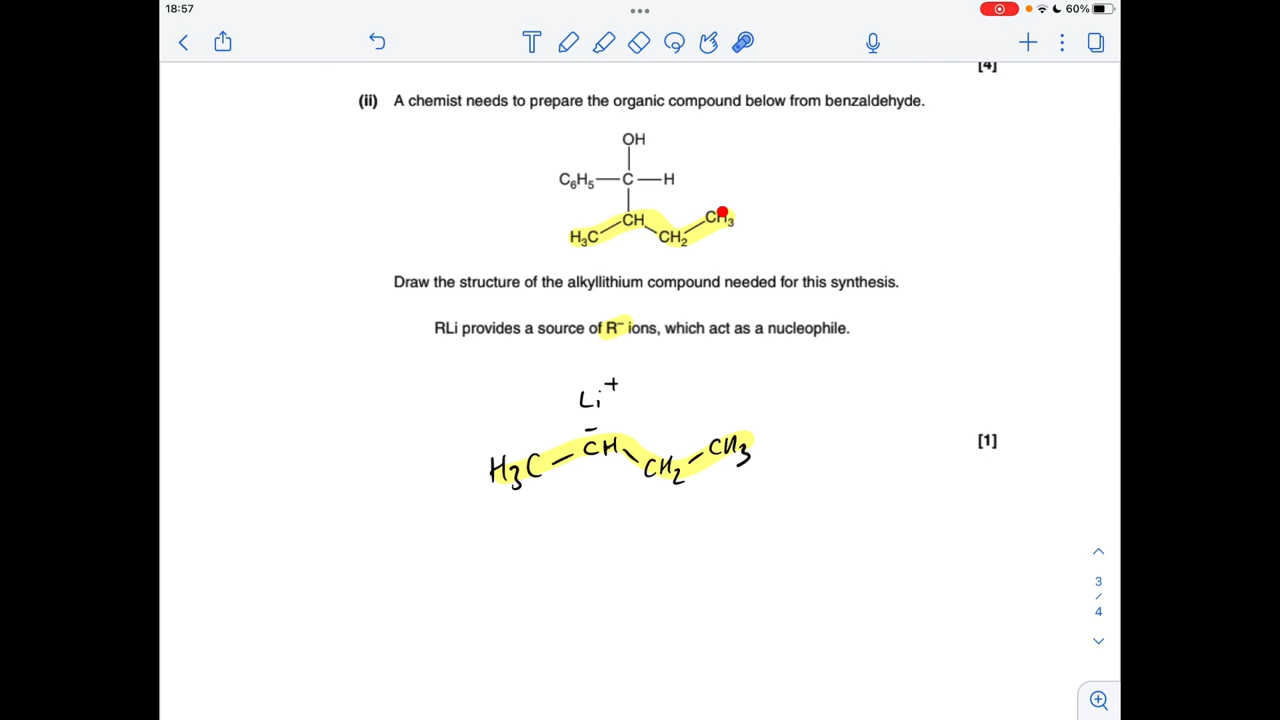 18:57
60%
T
[4]
(ii) A chemist needs to prepare the organic compound below from benzaldehyde.
OH
C₆H₅—C—H
CH
CH₃
H₃C
CH₂
Draw the structure of the alkyllithium compound needed for this synthesis.
RLi provides a source of R⁻ ions, which act as a nucleophile.
Li⁺
⁻
[1]
H₃C—CH
CH₂—CH₃
3
/
4